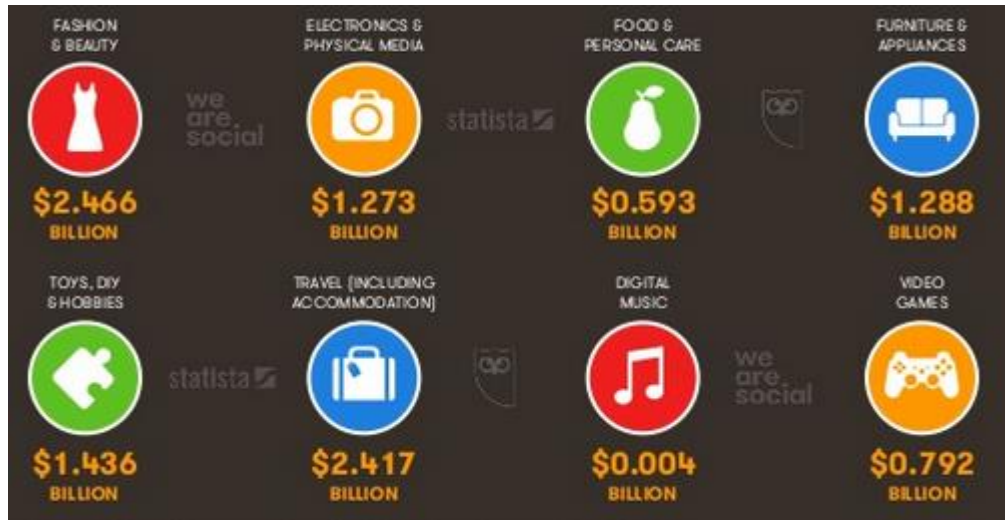 FASHION
& BEAUTY
$2.466
BILLION
ELECTRONICS &
PHYSICAL MEDIA
$1.273
BILLION
FOOD &
PERSONAL CARE
$0.593
BILLION
FURNITURE &
APPLIANCES
$1.288
BILLION
we
are
social
statista
TOYS, DIY
& HOBBIES
$1.436
BILLION
TRAVEL (INCLUDING
ACCOMMODATION)
$2.417
BILLION
DIGITAL
MUSIC
$0.004
BILLION
VIDEO
GAMES
$0.792
BILLION
statista
we
are
social